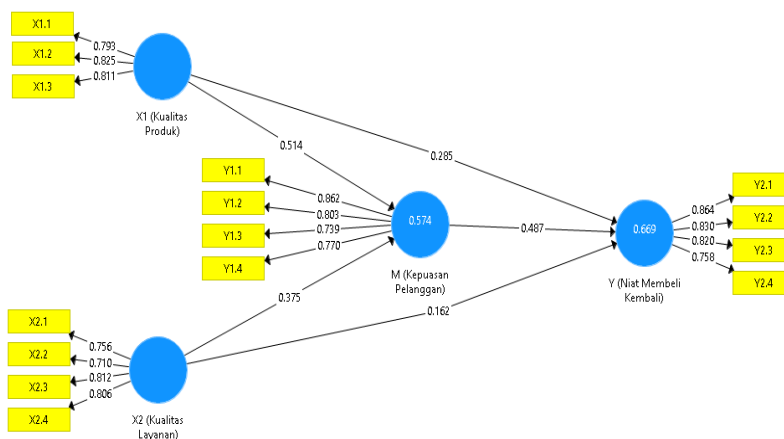 X1.1
X1.2
X1.3
0.793
0.825
0.811
X1 (Kualitas
Produk)
0.514
0.285
Y1.1
Y1.2
Y1.3
Y1.4
0.862
0.803
0.739
0.770
0.574
M (Kepuasan
Pelanggan)
0.487
0.669
Y (Niat Membeli
Kembali)
0.864
0.830
0.820
0.758
Y2.1
Y2.2
Y2.3
Y2.4
0.375
0.162
X2.1
X2.2
X2.3
X2.4
0.756
0.710
0.812
0.806
X2 (Kualitas
Layanan)